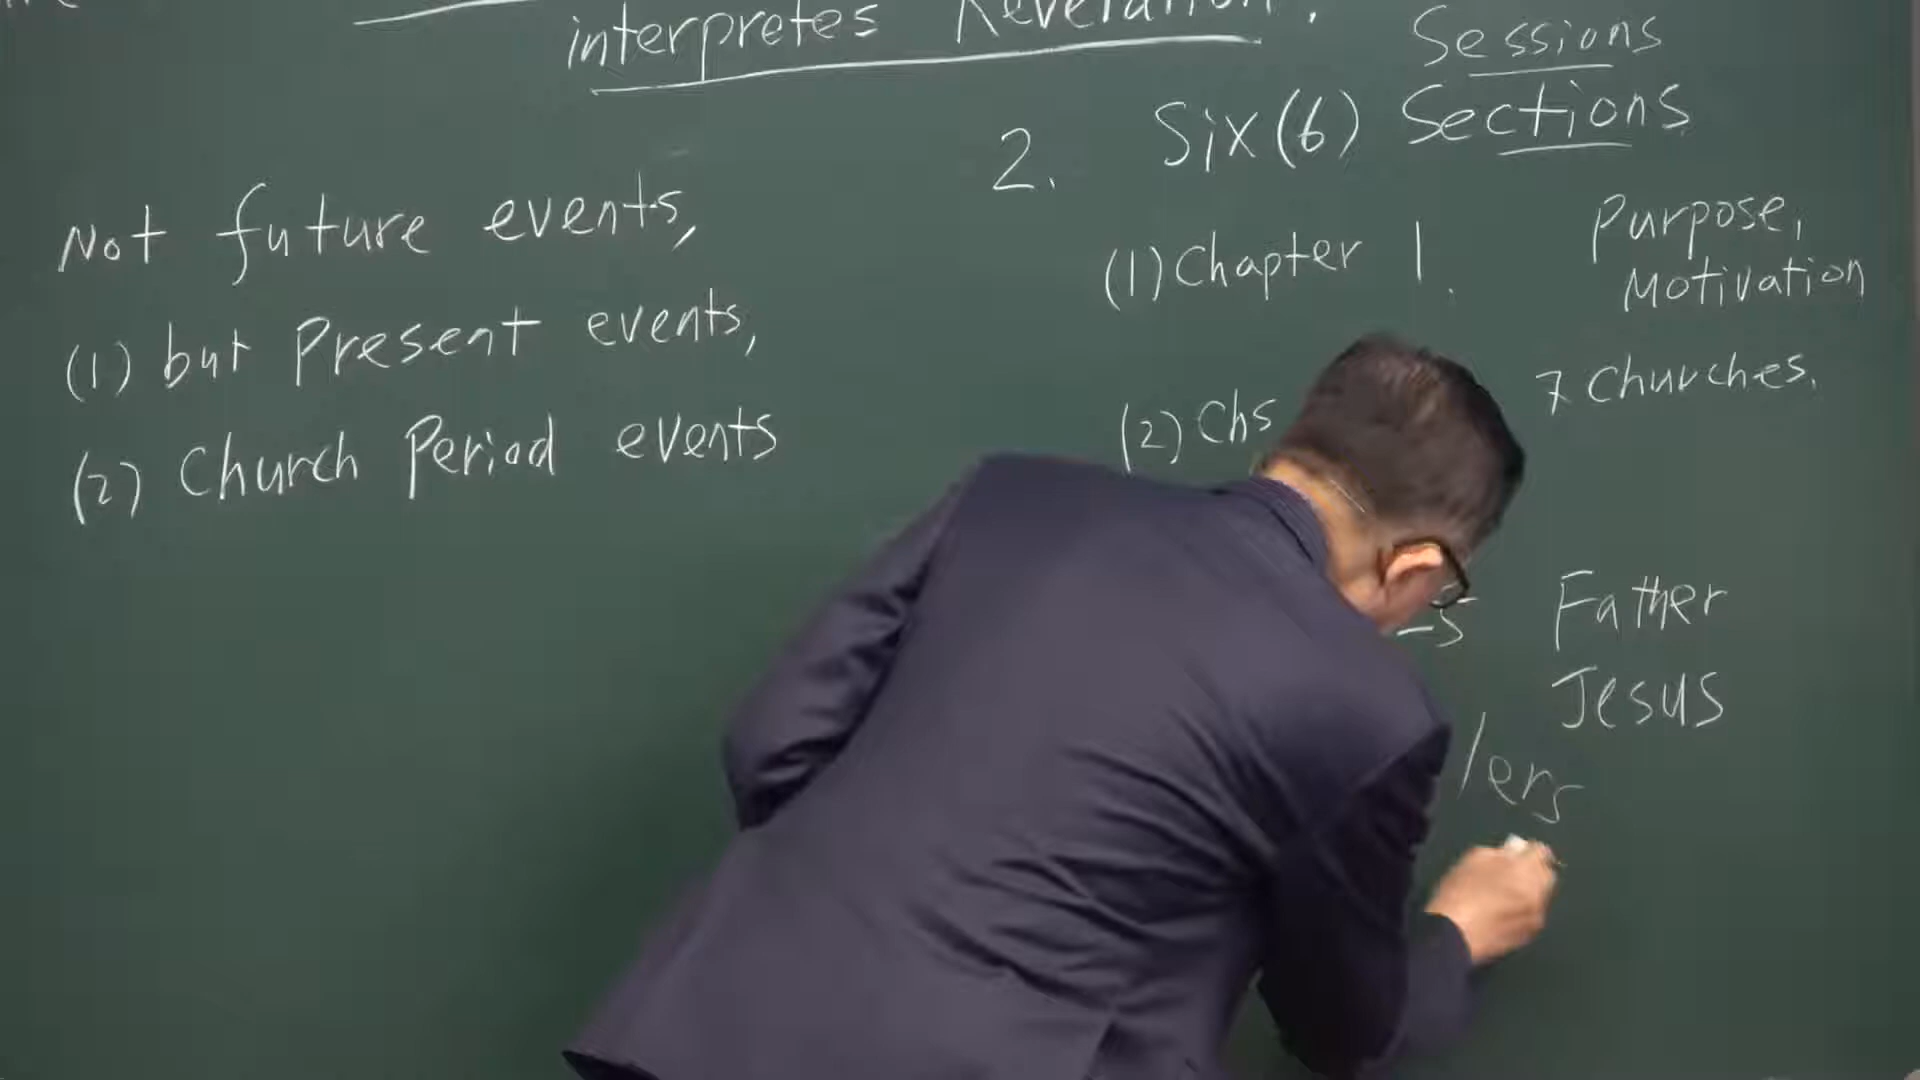 interpretes Revelation.
Not future events,
(1) but Present events,
(2) Church Period events
Sessions
2. Six (6) Sections
(1) Chapter 1. Purpose, Motivation
(2) Chs 7 Churches.
-5 Father
Jesus